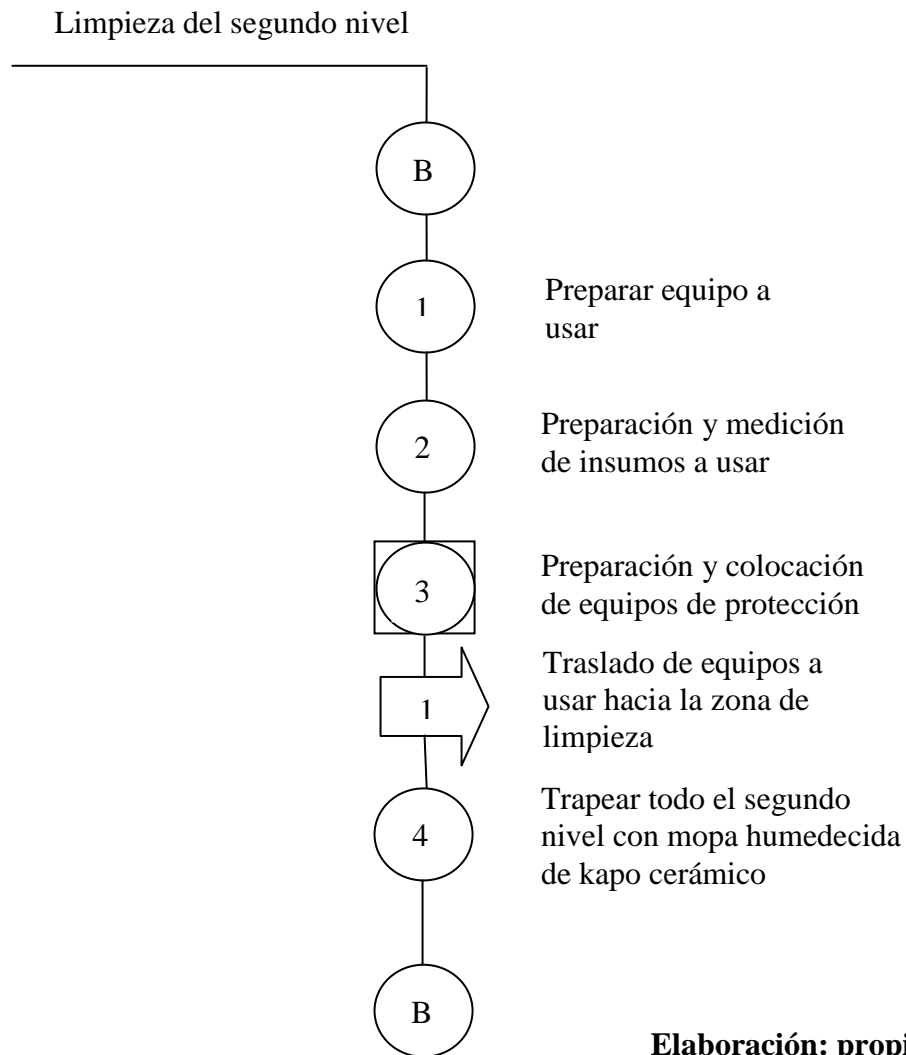 Limpieza del segundo nivel
B
1
Preparar equipo a
usar
2
Preparación y medición
de insumos a usar
3
Preparación y colocación
de equipos de protección
1
Traslado de equipos a
usar hacia la zona de
limpieza
4
Trapear todo el segundo
nivel con mopa humedecida
de kapo cerámico
B
Elaboración: propi